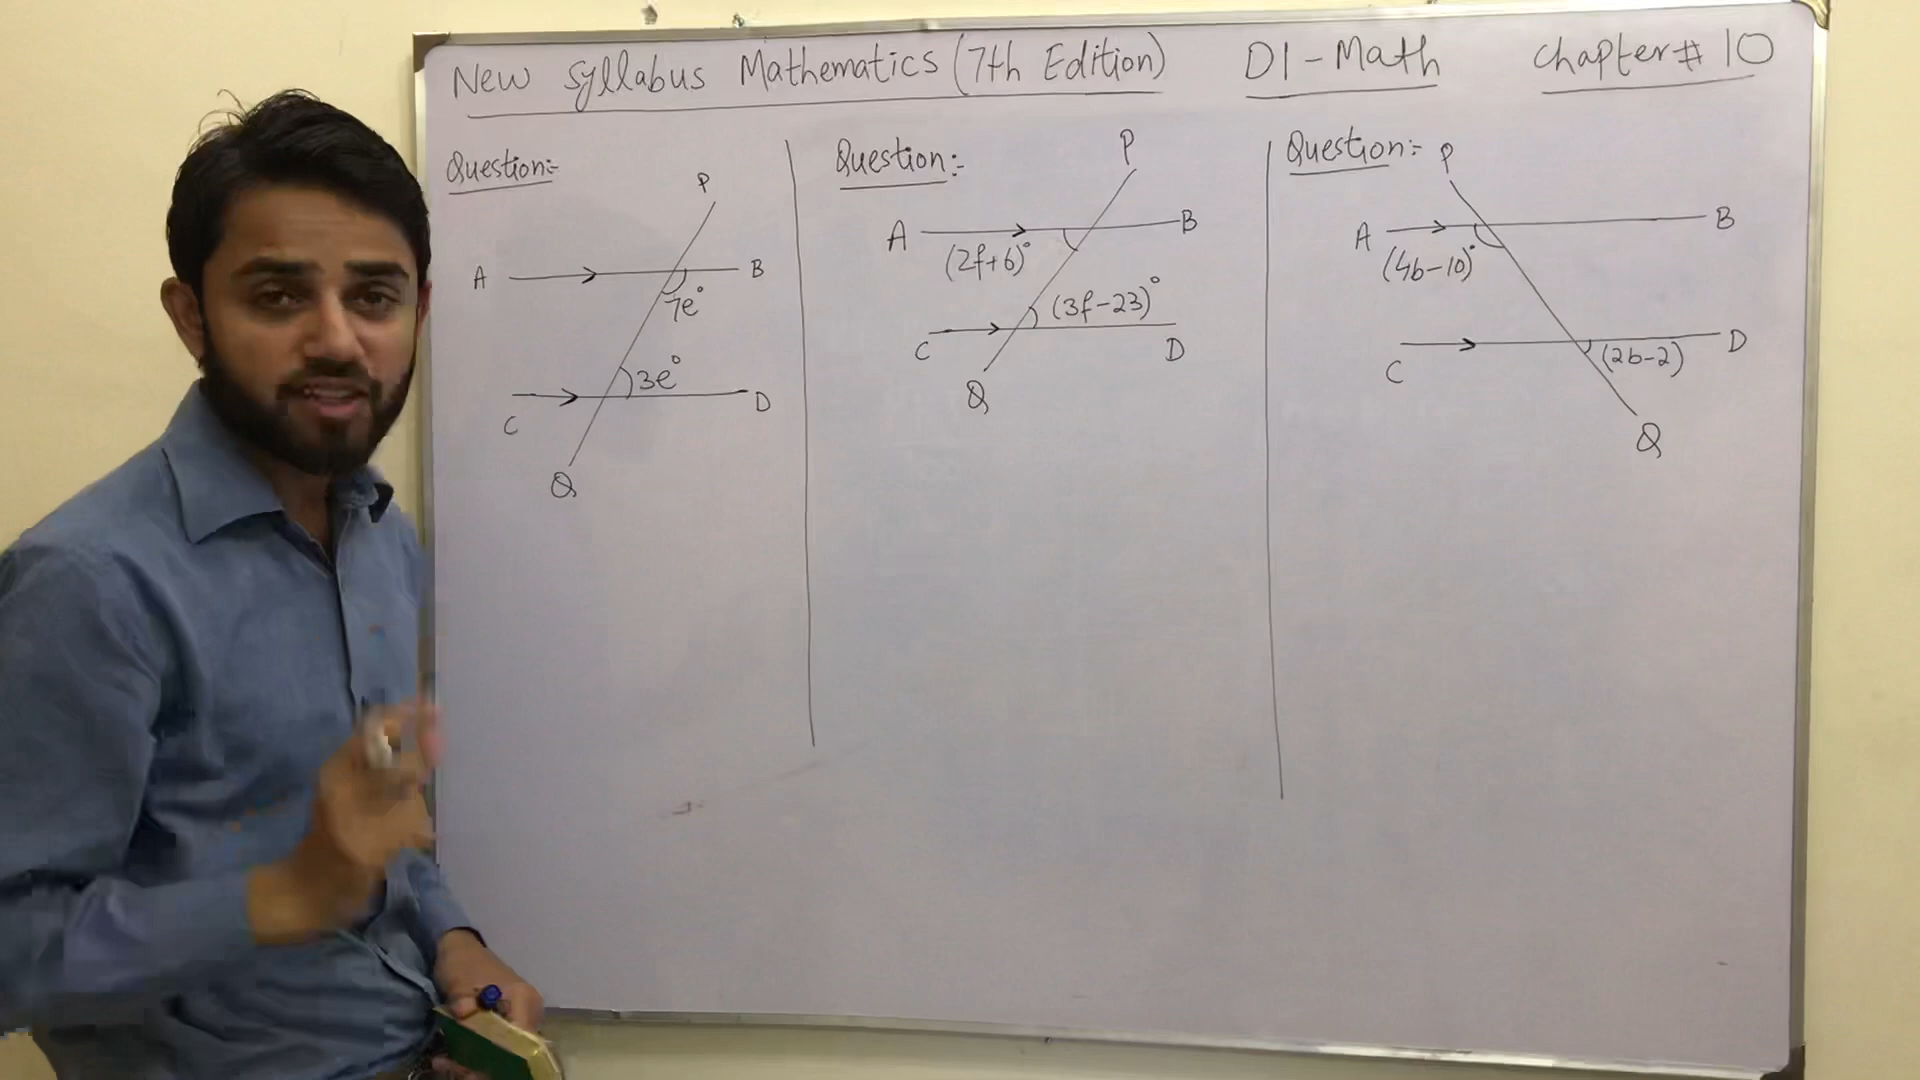 New Syllabus Mathematics (7th Edition) D1-Math Chapter# 10
Question:-
P
A
B
7e°
3e°
C
D
Q
Question:-
P
A
B
(2f+6)°
(3f-23)°
C
D
Q
Question:-
P
A
B
(4b-10)°
C
D
(2b-2)
Q